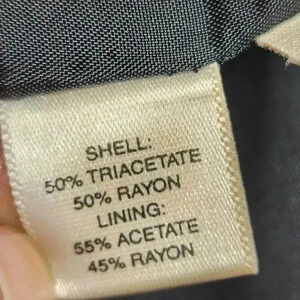 SHELL:
50% TRIACETATE
50% RAYON
LINING:
55% ACETATE
45% RAYON